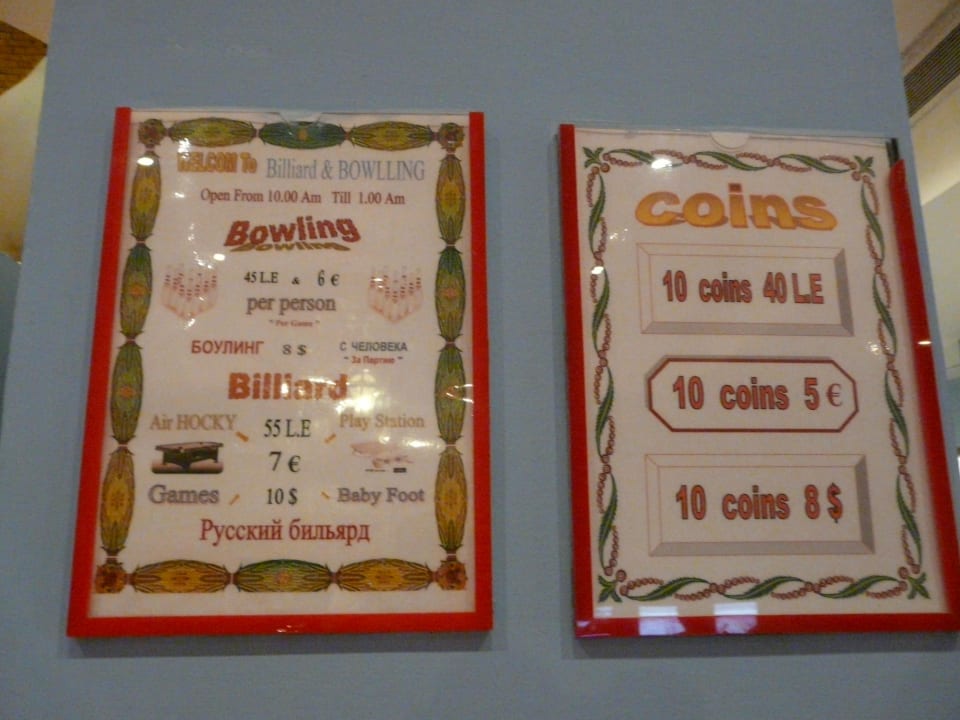 WELCOM To Billiard & BOWLLING
Open From 10.00 Am Till 1.00 Am
Bowling
45 L.E & 6 €
per person
" Per Game "
БОУЛИНГ 8 $ С ЧЕЛОВЕКА
" За Партию "
Billiard
Air HOCKY 55 L.E Play Station
7 €
Games 10 $ Baby Foot
Русский бильярд
coins
10 coins 40 L.E
10 coins 5 €
10 coins 8 $